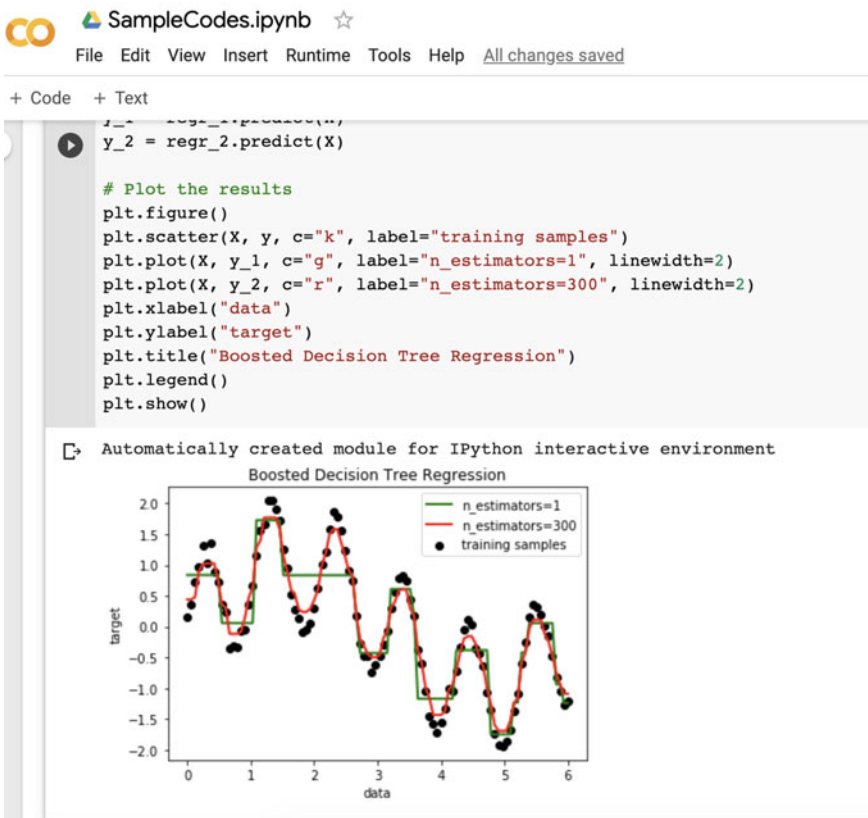 SampleCodes.ipynb
File Edit View Insert Runtime Tools Help All changes saved
+ Code + Text
y_2 = regr_2.predict(X)
# Plot the results
plt.figure()
plt.scatter(X, y, c="k", label="training samples")
plt.plot(X, y_1, c="g", label="n_estimators=1", linewidth=2)
plt.plot(X, y_2, c="r", label="n_estimators=300", linewidth=2)
plt.xlabel("data")
plt.ylabel("target")
plt.title("Boosted Decision Tree Regression")
plt.legend()
plt.show()
Automatically created module for IPython interactive environment
Boosted Decision Tree Regression
n_estimators=1
n_estimators=300
training samples
2.0
1.5
1.0
0.5
0.0
−0.5
−1.0
−1.5
−2.0
target
0 1 2 3 4 5 6
data